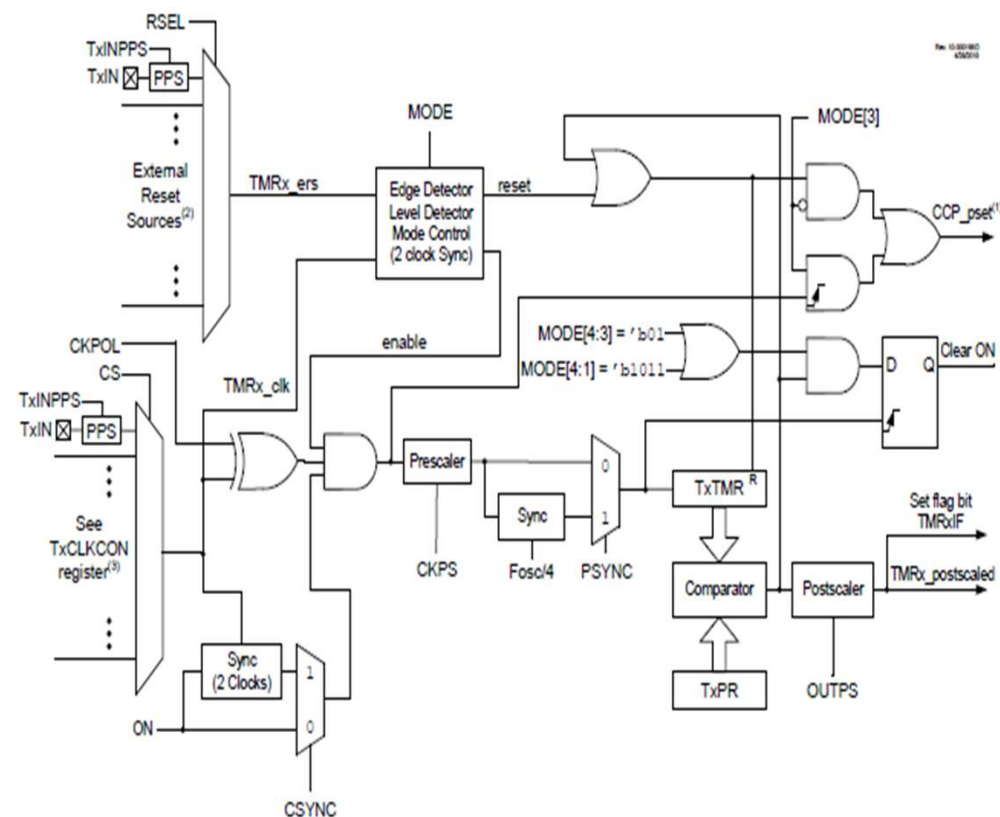 RSEL
TxINPPS
TxIN
PPS
MODE
MODE[3]
External
Reset
Sources(2)
TMRx_ers
Edge Detector
Level Detector
Mode Control
(2 clock Sync)
reset
CCP_pset(1)
enable
MODE[4:3] = 'b01
MODE[4:1] = 'b1011
D
Q
Clear ON
CKPOL
CS
TMRx_clk
TxINPPS
TxIN
PPS
Prescaler
0
1
Sync
CKPS
Fosc/4
PSYNC
TxTMR
R
Set flag bit
TMRxIF
See
TxCLKCON
register(3)
Comparator
Postscaler
TMRx_postscaled
TxPR
OUTPS
Sync
(2 Clocks)
1
0
ON
CSYNC